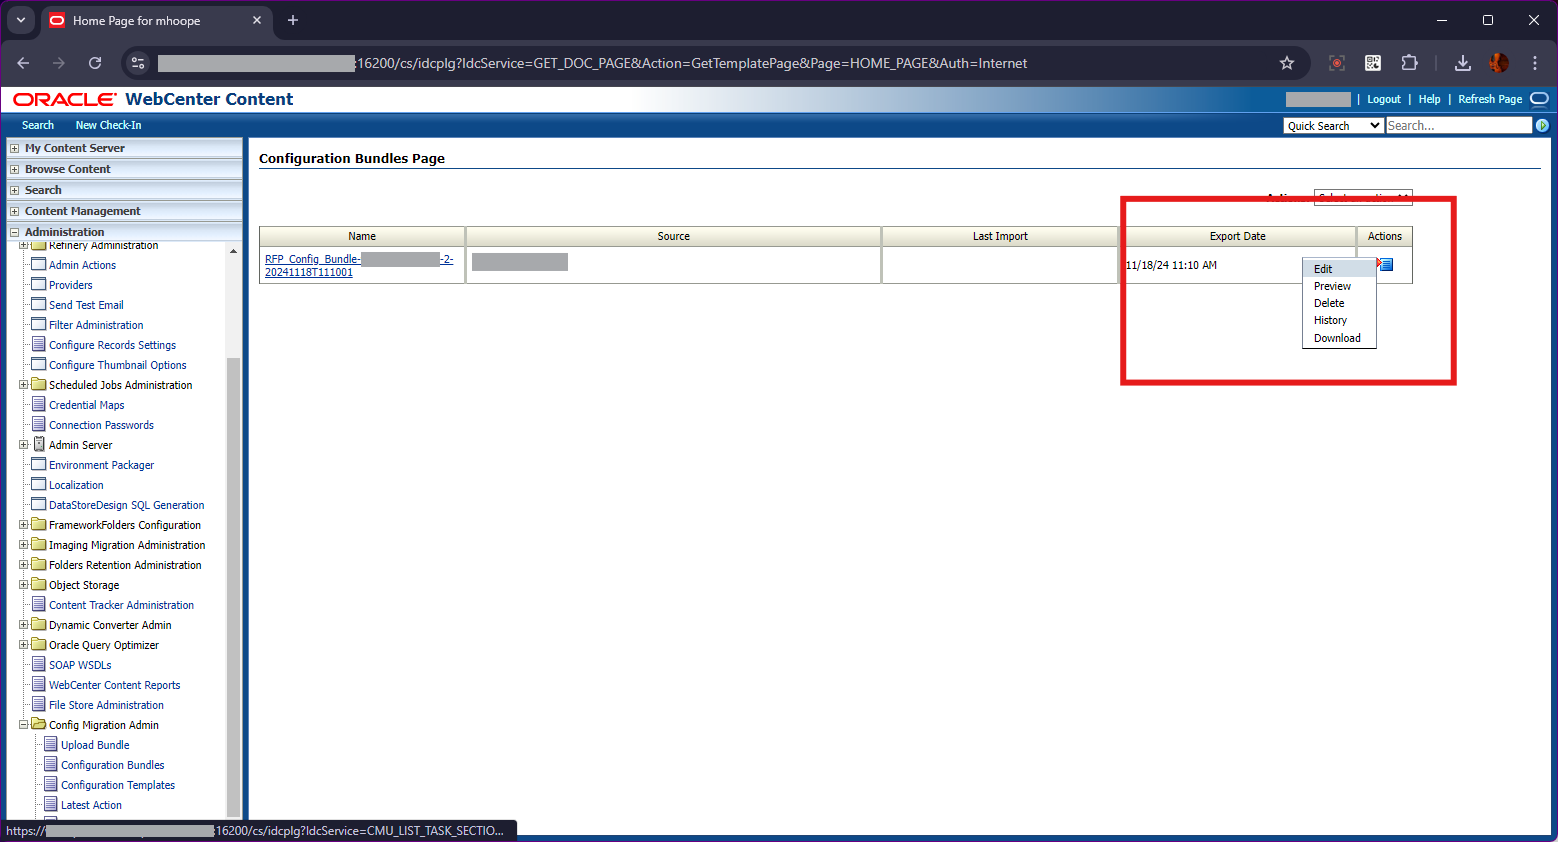 Home Page for mhoope
:16200/cs/idcplg?IdcService=GET_DOC_PAGE&Action=GetTemplatePage&Page=HOME_PAGE&Auth=Internet
ORACLE WebCenter Content
| Logout | Help | Refresh Page
Search New Check-In
Quick Search Search...
My Content Server
Browse Content
Search
Content Management
Administration
Refinery Administration
Admin Actions
Providers
Send Test Email
Filter Administration
Configure Records Settings
Configure Thumbnail Options
Scheduled Jobs Administration
Credential Maps
Connection Passwords
Admin Server
Environment Packager
Localization
DataStoreDesign SQL Generation
FrameworkFolders Configuration
Imaging Migration Administration
Folders Retention Administration
Object Storage
Content Tracker Administration
Dynamic Converter Admin
Oracle Query Optimizer
SOAP WSDLs
WebCenter Content Reports
File Store Administration
Config Migration Admin
Upload Bundle
Configuration Bundles
Configuration Templates
Latest Action
Configuration Bundles Page
Name Source Last Import Export Date Actions
RFP_Config_Bundle- -2-
20241118T111001
11/18/24 11:10 AM
Edit
Preview
Delete
History
Download
https:// :16200/cs/idcplg?IdcService=CMU_LIST_TASK_SECTIO...